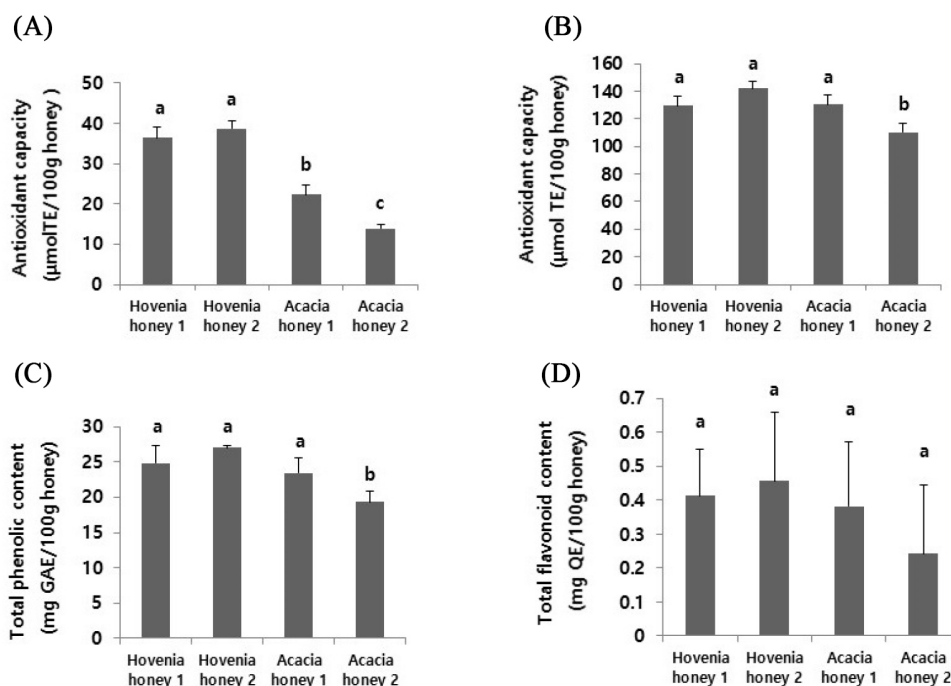 (A)
Antioxidant capacity
(μmolTE/100g honey )
50
40
30
20
10
0
a
a
b
c
Hovenia honey 1
Hovenia honey 2
Acacia honey 1
Acacia honey 2
(B)
Antioxidant capacity
(μmol TE/100g honey)
160
140
120
100
80
60
40
20
0
a
a
a
b
Hovenia honey 1
Hovenia honey 2
Acacia honey 1
Acacia honey 2
(C)
Total phenolic content
(mg GAE/100g honey)
30
25
20
15
10
5
0
a
a
a
b
Hovenia honey 1
Hovenia honey 2
Acacia honey 1
Acacia honey 2
(D)
Total flavonoid content
(mg QE/100g honey)
0.7
0.6
0.5
0.4
0.3
0.2
0.1
0
a
a
a
a
Hovenia honey 1
Hovenia honey 2
Acacia honey 1
Acacia honey 2